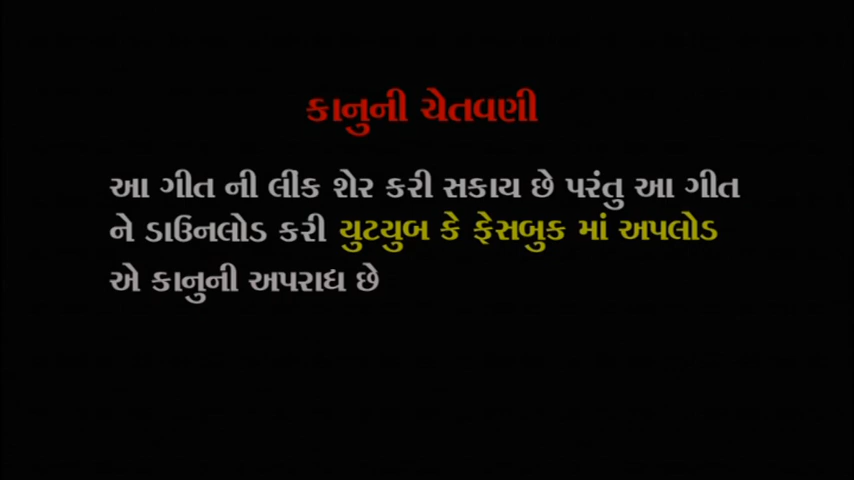 કાનુની ચેતવણી
આ ગીત ની લીંક શેર કરી સકાય છે પરંતુ આ ગીત
ને ડાઉનલોડ કરી યુટયુબ કે ફેસબુક માં અપલોડ
એ કાનુની અપરાધ છે